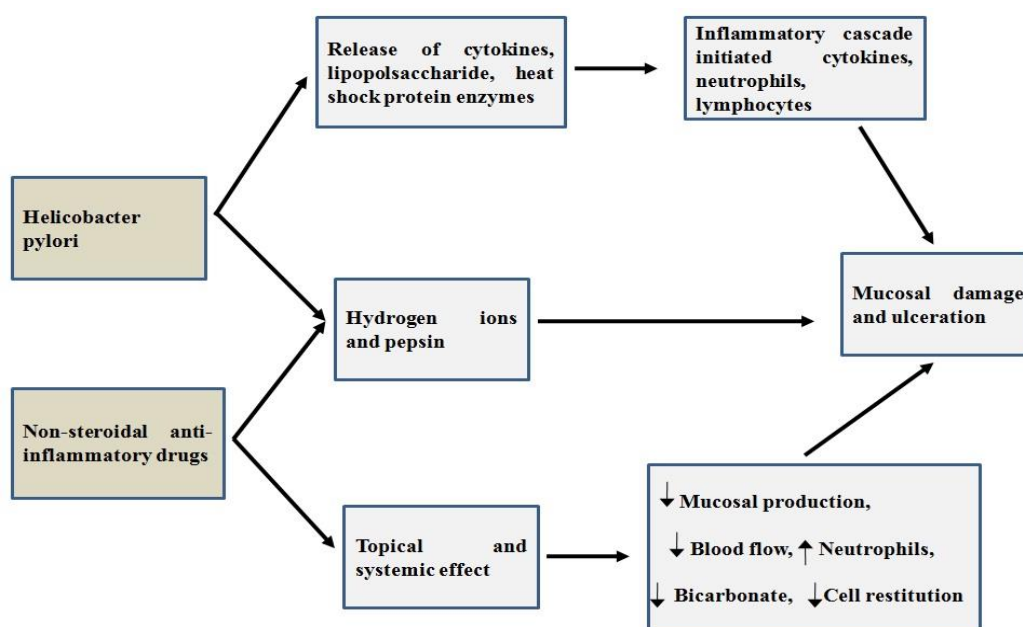 Release of cytokines,
lipopolsaccharide, heat
shock protein enzymes
Inflammatory cascade
initiated cytokines,
neutrophils,
lymphocytes
Helicobacter
pylori
Hydrogen ions
and pepsin
Mucosal damage
and ulceration
Non-steroidal anti-
inflammatory drugs
Topical and
systemic effect
↓ Mucosal production,
↓ Blood flow, ↑ Neutrophils,
↓ Bicarbonate, ↓ Cell restitution